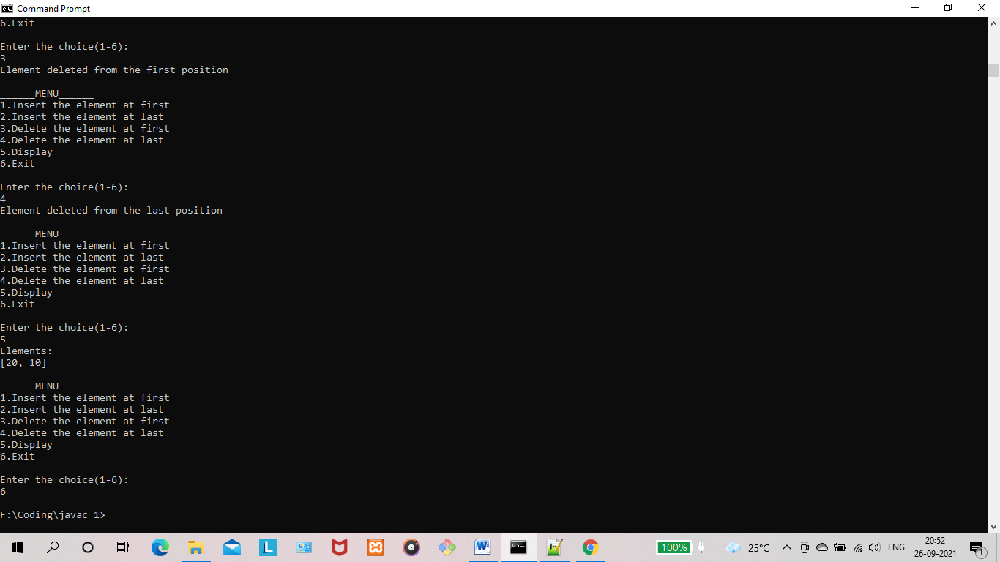 Command Prompt
6.Exit
Enter the choice(1-6):
3
Element deleted from the first position
______MENU______
1.Insert the element at first
2.Insert the element at last
3.Delete the element at first
4.Delete the element at last
5.Display
6.Exit
Enter the choice(1-6):
4
Element deleted from the last position
______MENU______
1.Insert the element at first
2.Insert the element at last
3.Delete the element at first
4.Delete the element at last
5.Display
6.Exit
Enter the choice(1-6):
5
Elements:
[20, 10]
______MENU______
1.Insert the element at first
2.Insert the element at last
3.Delete the element at first
4.Delete the element at last
5.Display
6.Exit
Enter the choice(1-6):
6
F:\Coding\javac 1>
100% 25°C ENG 20:52
26-09-2021
1